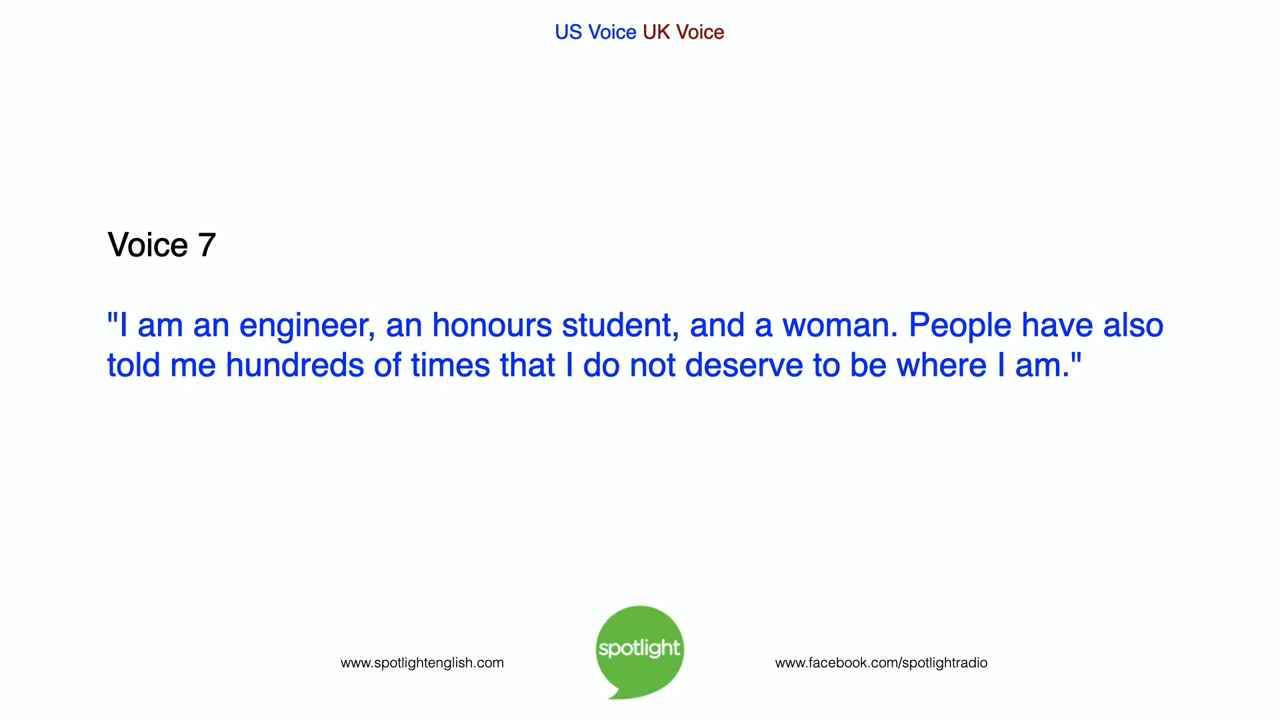 US Voice UK Voice
Voice 7
"I am an engineer, an honours student, and a woman. People have also
told me hundreds of times that I do not deserve to be where I am."
spotlight
www.spotlightenglish.com
www.facebook.com/spotlightradio